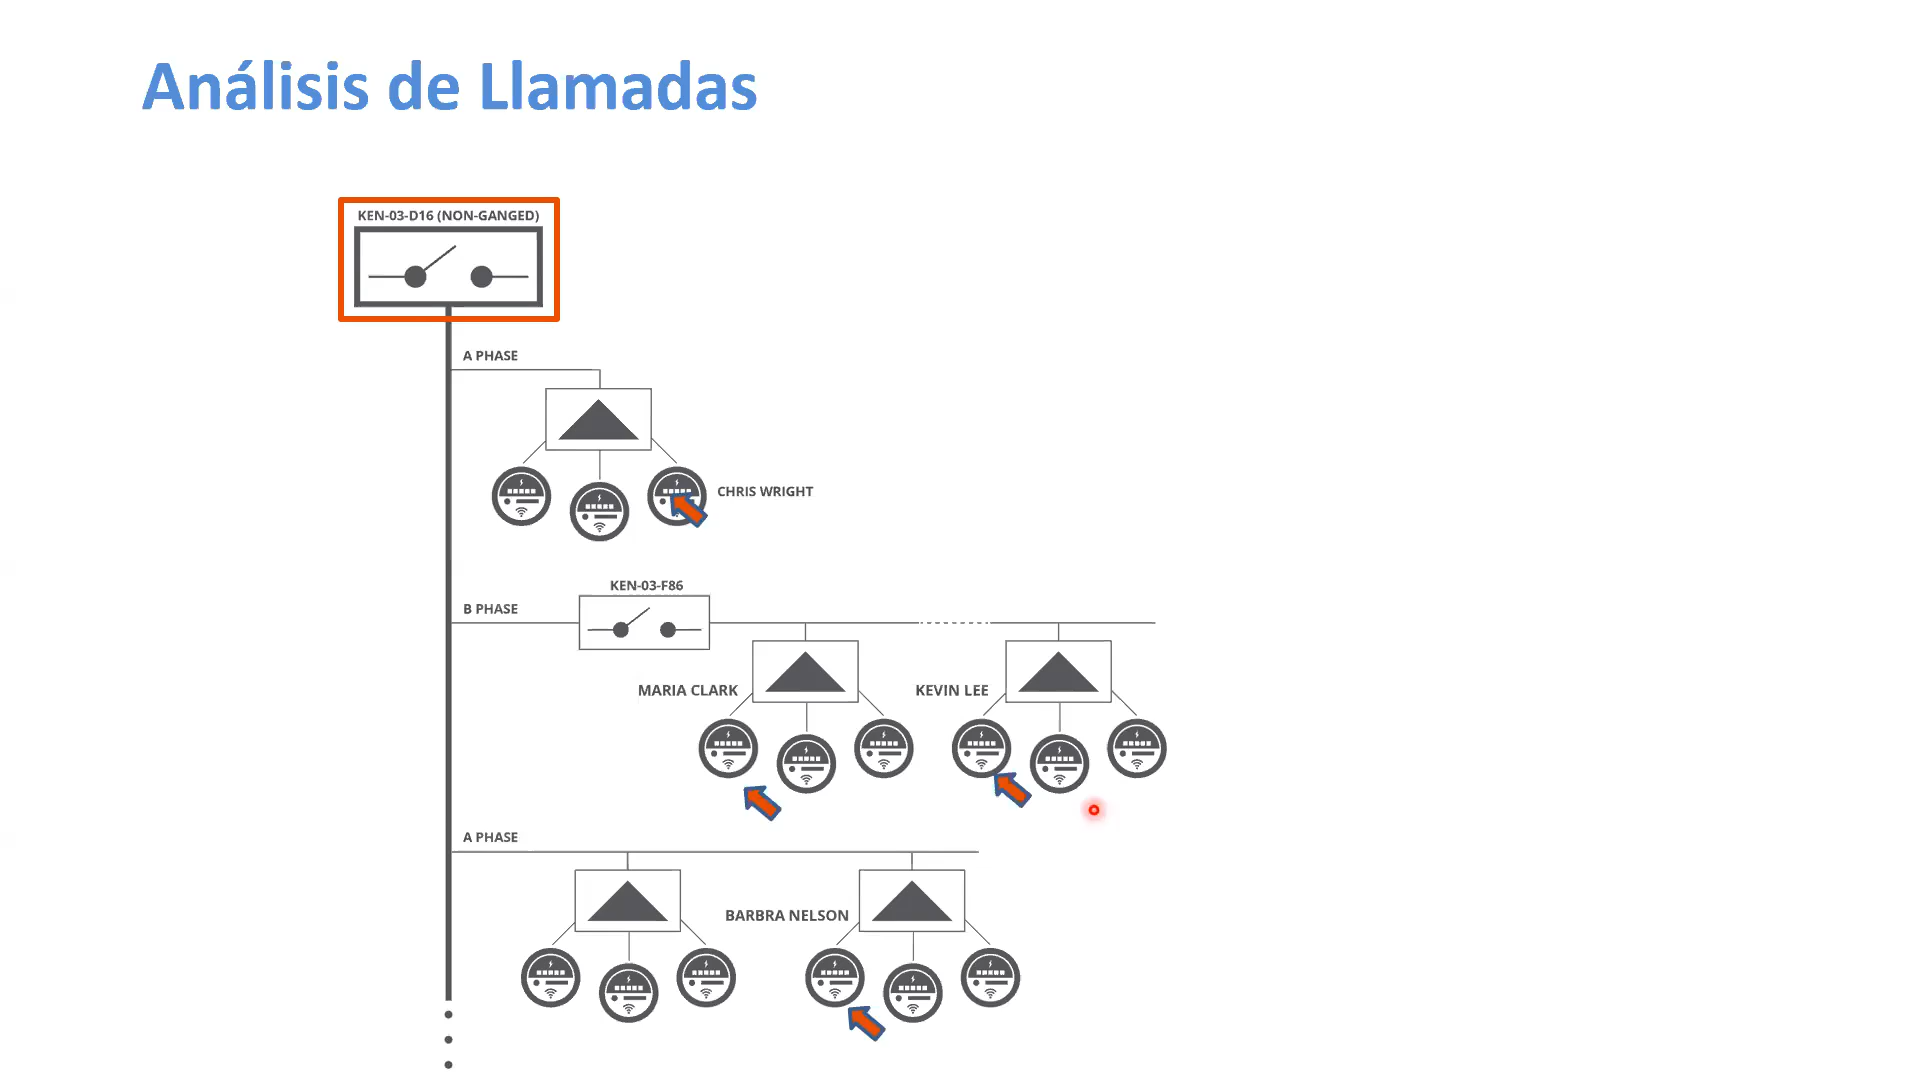 Análisis de Llamadas
KEN-03-D16 (NON-GANGED)
A PHASE
CHRIS WRIGHT
KEN-03-F86
B PHASE
MARIA CLARK
KEVIN LEE
A PHASE
BARBRA NELSON